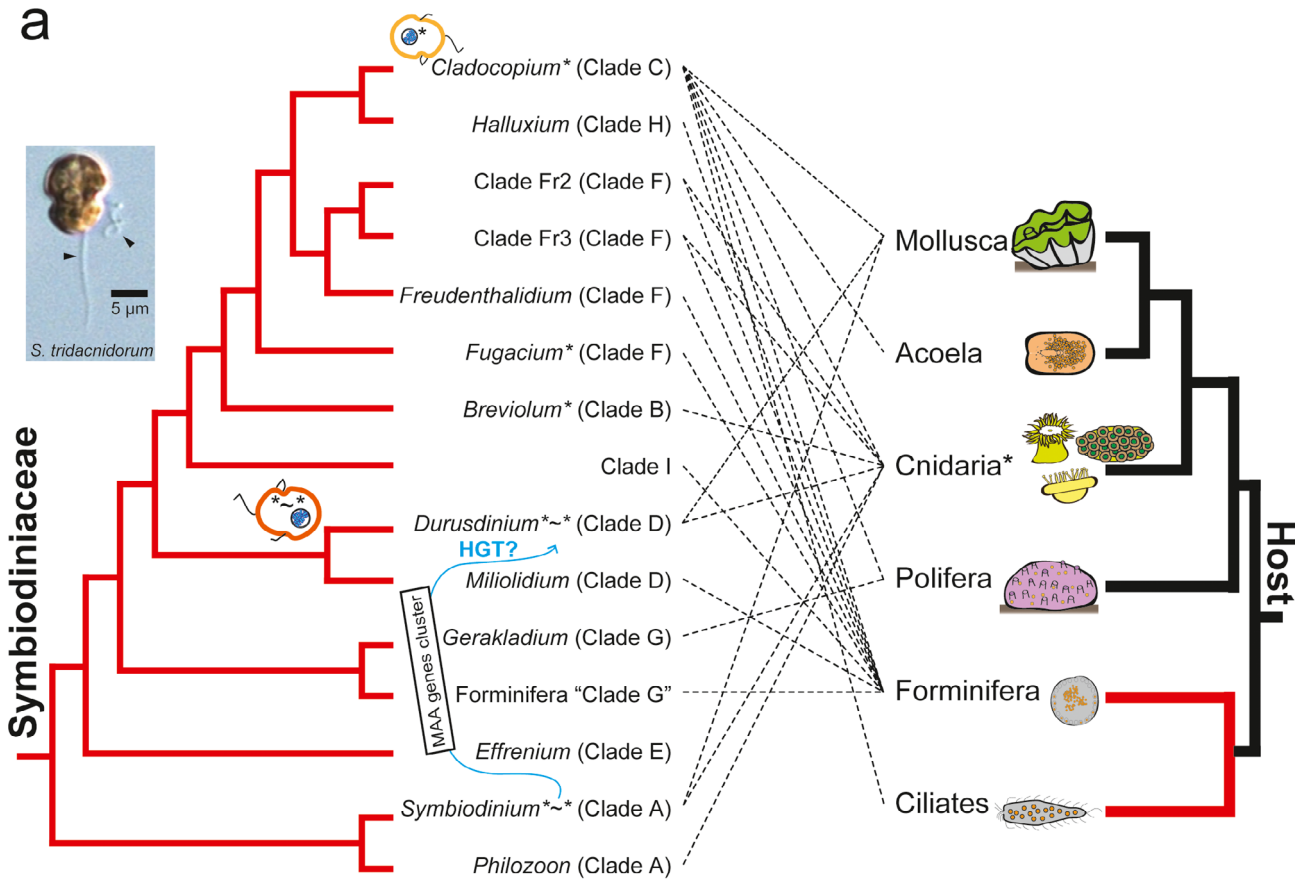 a
Cladocopium* (Clade C)
Halluxium (Clade H)
Clade Fr2 (Clade F)
Clade Fr3 (Clade F)
Freudenthalidium (Clade F)
Fugacium* (Clade F)
Breviolum* (Clade B)
Clade I
Durusdinium*~* (Clade D)
HGT?
Miliolidium (Clade D)
Gerakladium (Clade G)
Forminifera “Clade G”
Effrenium (Clade E)
Symbiodinium*~* (Clade A)
Philozoon (Clade A)
MAA genes cluster
Symbiodiniaceae
5 µm
S. tridacnidorum
*
*~*
Mollusca
Acoela
Cnidaria*
Polifera
Forminifera
Ciliates
Host